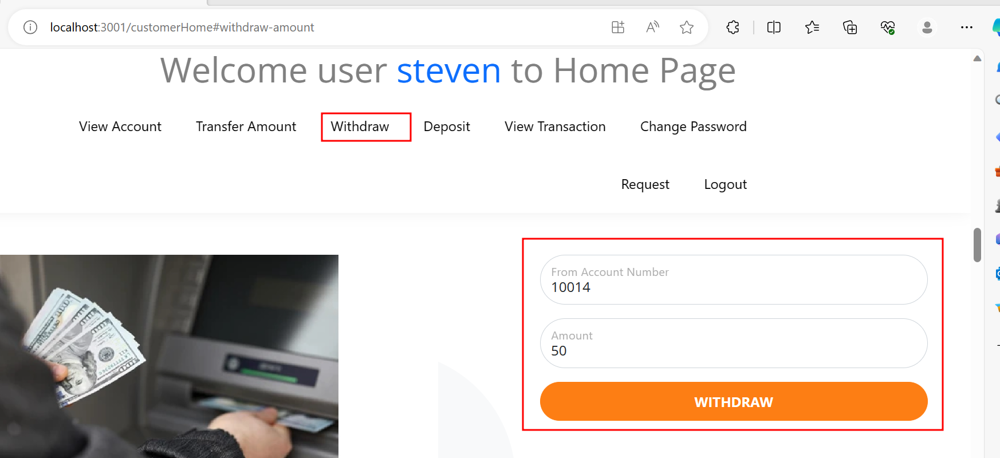 localhost:3001/customerHome#withdraw-amount
Welcome user steven to Home Page
View Account Transfer Amount Withdraw Deposit View Transaction Change Password
Request Logout
From Account Number
10014
Amount
50
WITHDRAW